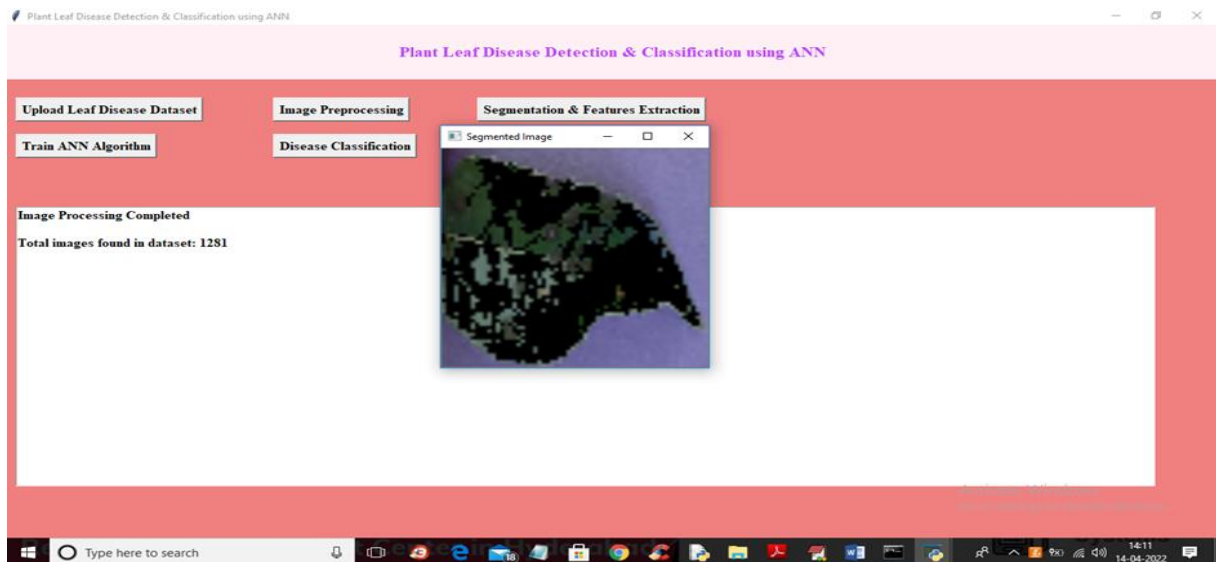 Plant Leaf Disease Detection & Classification using ANN
Plant Leaf Disease Detection & Classification using ANN
Upload Leaf Disease Dataset
Image Preprocessing
Segmentation & Features Extraction
Train ANN Algorithm
Disease Classification
Segmented Image
Image Processing Completed
Total images found in dataset: 1281
Type here to search
18
14:11
14-04-2022